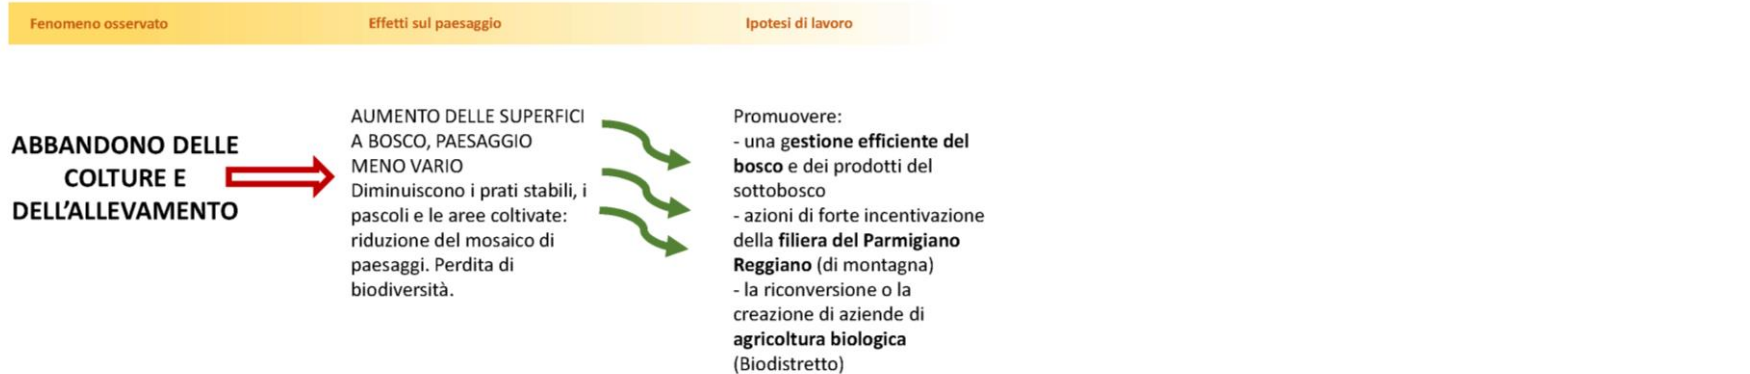 Fenomeno osservato
Effetti sul paesaggio
Ipotesi di lavoro
ABBANDONO DELLE
COLTURE E
DELL'ALLEVAMENTO
AUMENTO DELLE SUPERFICI
A BOSCO, PAESAGGIO
MENO VARIO
Diminuiscono i prati stabili, i
pascoli e le aree coltivate:
riduzione del mosaico di
paesaggi. Perdita di
biodiversità.
Promuovere:
- una gestione efficiente del
bosco e dei prodotti del
sottobosco
- azioni di forte incentivazione
della filiera del Parmigiano
Reggiano (di montagna)
- la riconversione o la
creazione di aziende di
agricoltura biologica
(Biodistretto)